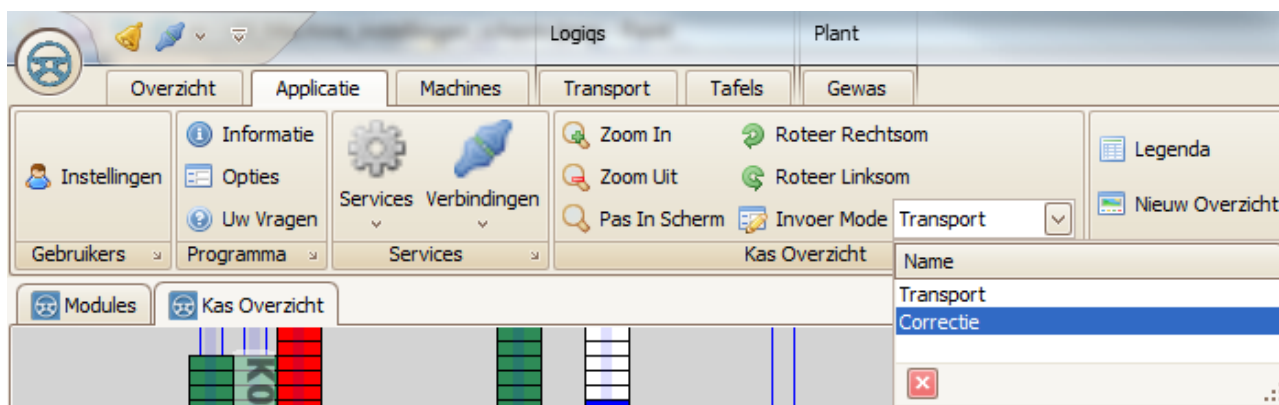 Logiqs
Plant
Overzicht
Applicatie
Machines
Transport
Tafels
Gewas
Instellingen
Gebruikers
Informatie
Opties
Uw Vragen
Programma
Services
Verbindingen
Services
Zoom In
Zoom Uit
Pas In Scherm
Roteer Rechtsom
Roteer Linksom
Invoer Mode
Transport
Kas Overzicht
Legenda
Nieuw Overzicht
Name
Transport
Correctie
Modules
Kas Overzicht
KO